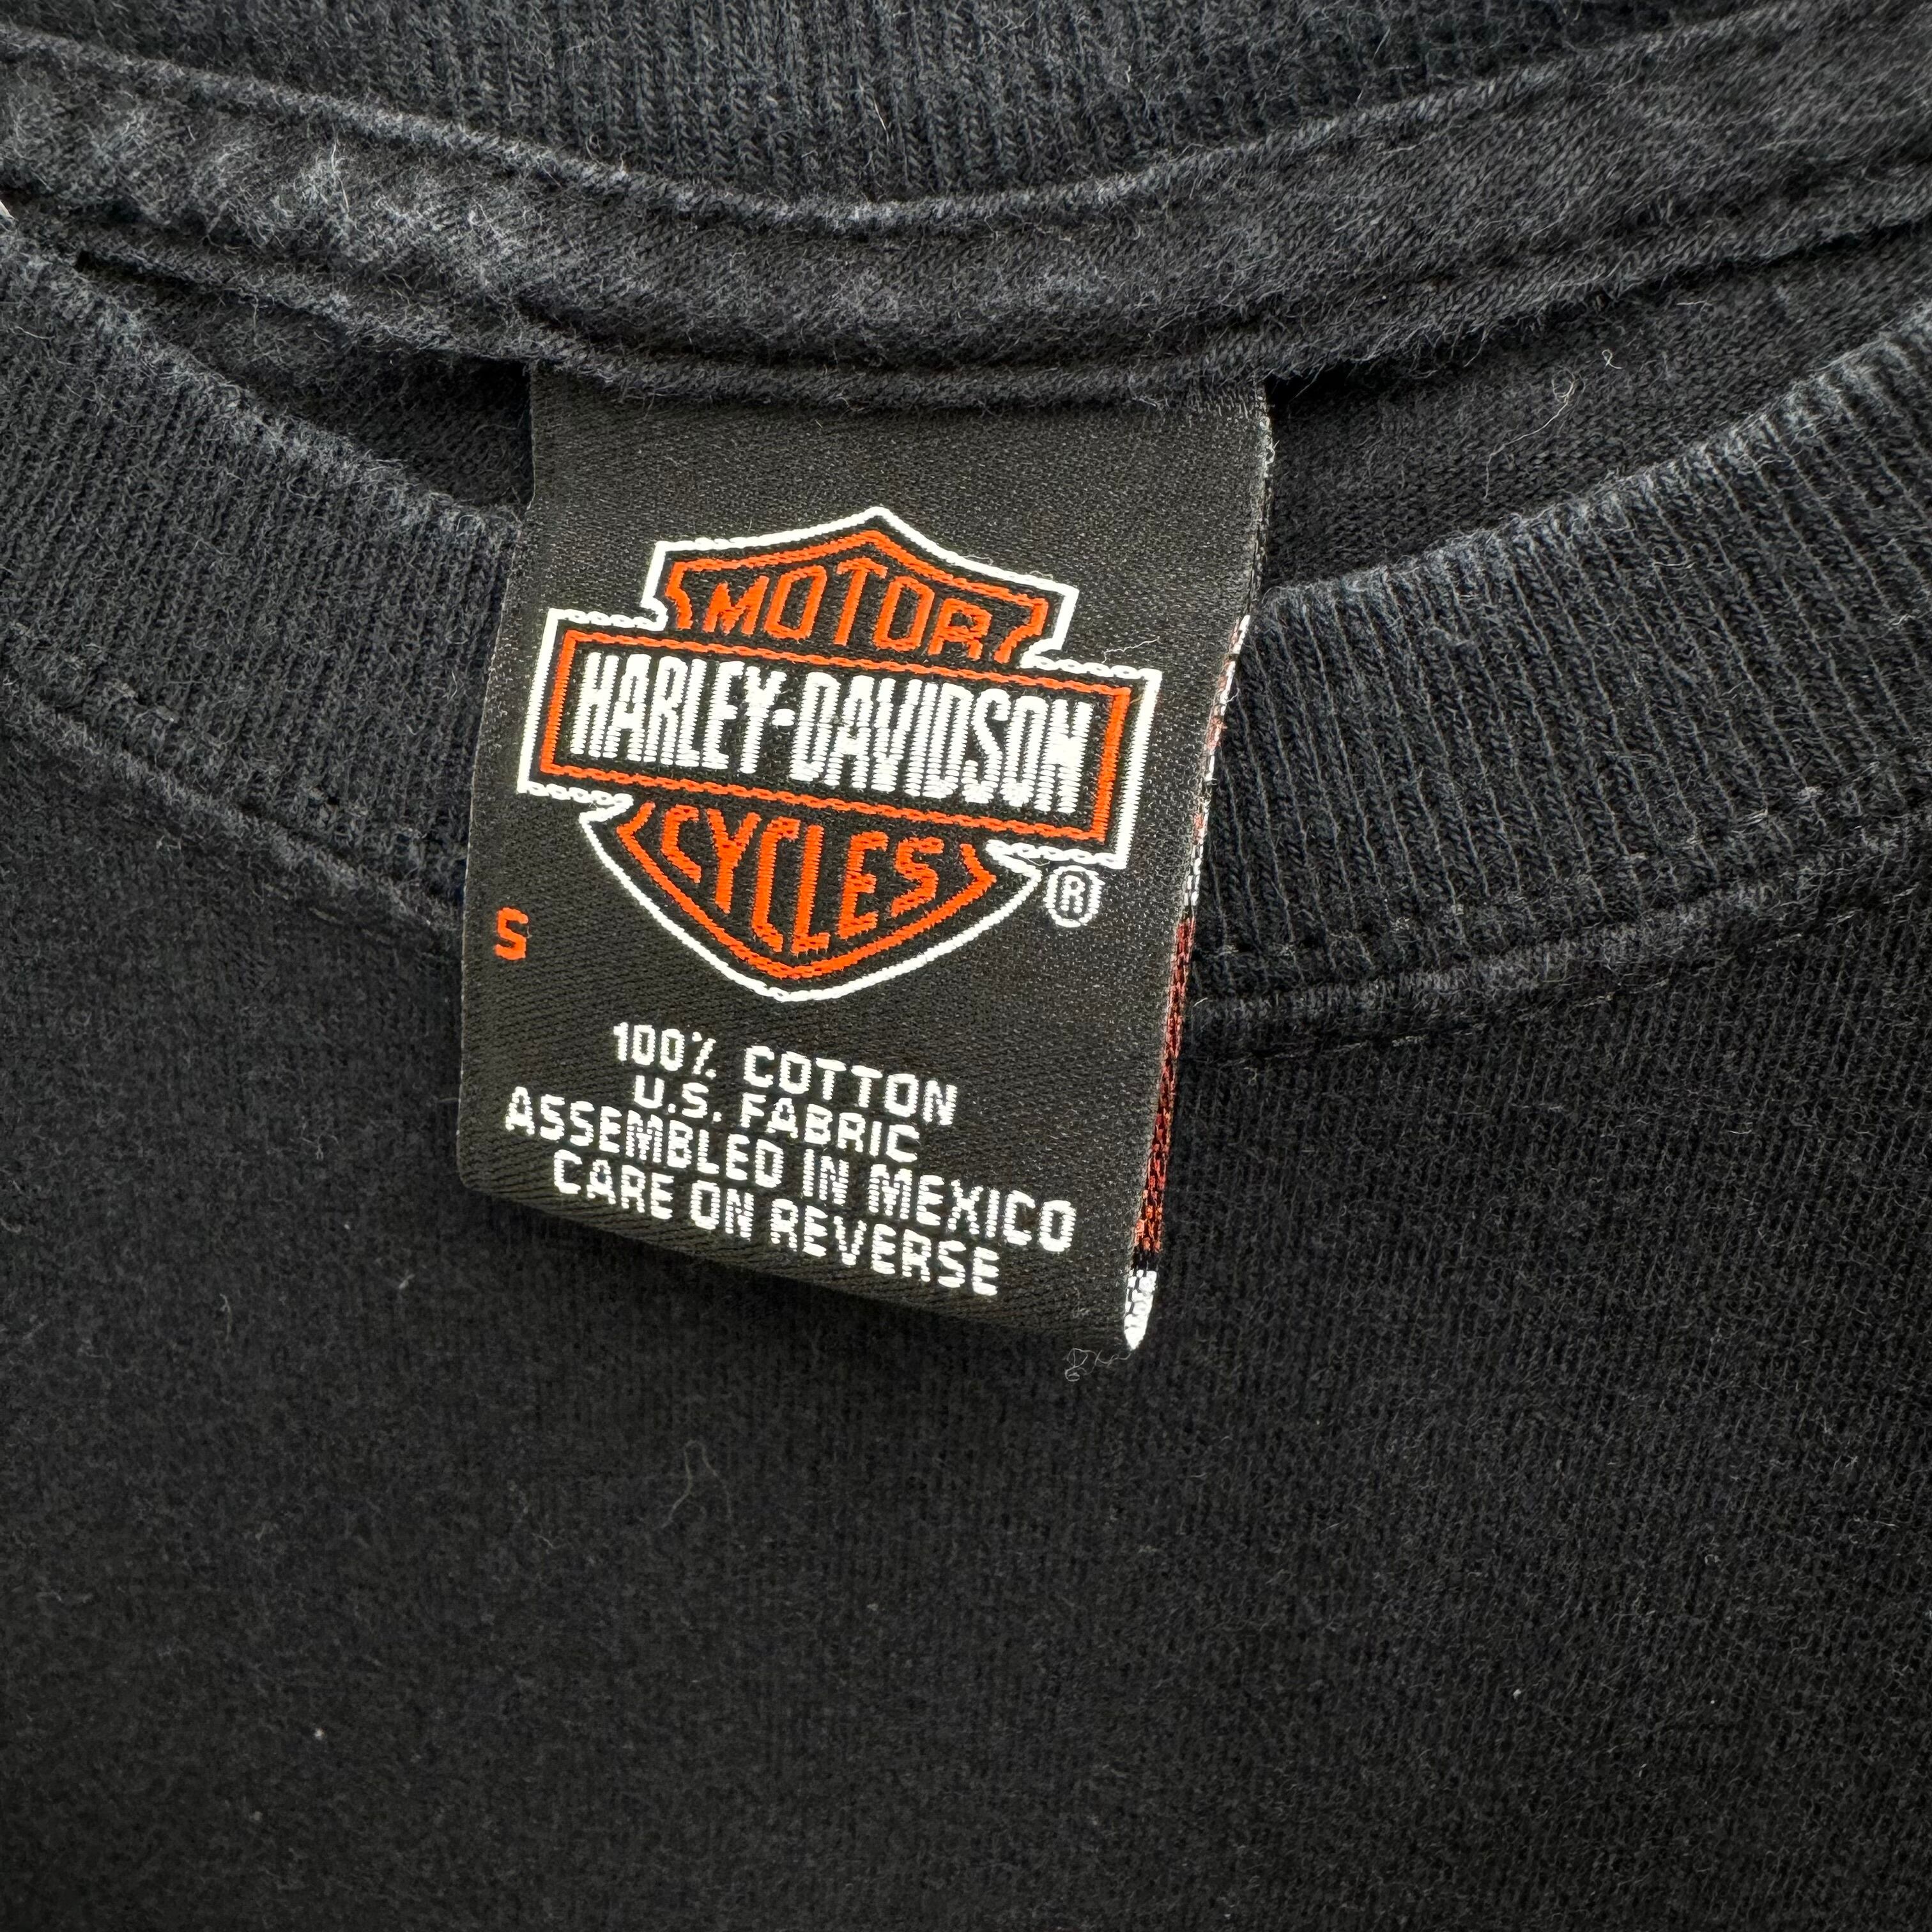 MOTOR
HARLEY-DAVIDSON
CYCLES
®
S
100% COTTON
U.S. FABRIC
ASSEMBLED IN MEXICO
CARE ON REVERSE